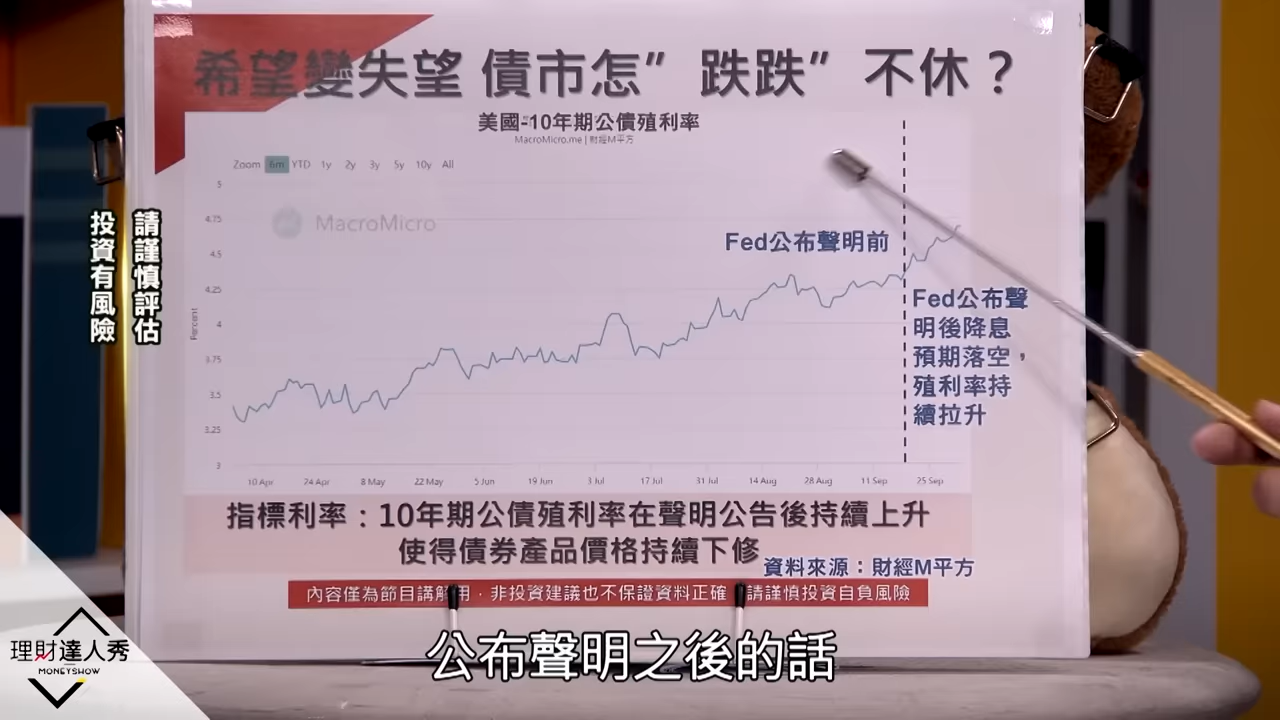 希望變失望 債市怎”跌跌”不休？
美國-10年期公債殖利率
MacroMicro.me | 財經M平方
Zoom 6m YTD 1y 2y 3y 5y 10y All
MacroMicro
5
4.75
4.5
4.25
4
3.75
3.5
3.25
3
Percent
10 Apr 24 Apr 8 May 22 May 5 Jun 19 Jun 3 Jul 17 Jul 31 Jul 14 Aug 28 Aug 11 Sep 25 Sep
Fed公布聲明前
Fed公布聲
明後降息
預期落空，
殖利率持
續拉升
請謹慎評估
投資有風險
指標利率：10年期公債殖利率在聲明公告後持續上升
使得債券產品價格持續下修
資料來源：財經M平方
內容僅為節目講解用．非投資建議也不保證資料正確 請謹慎投資自負風險
公布聲明之後的話
理財達人秀
MONEYSHOW